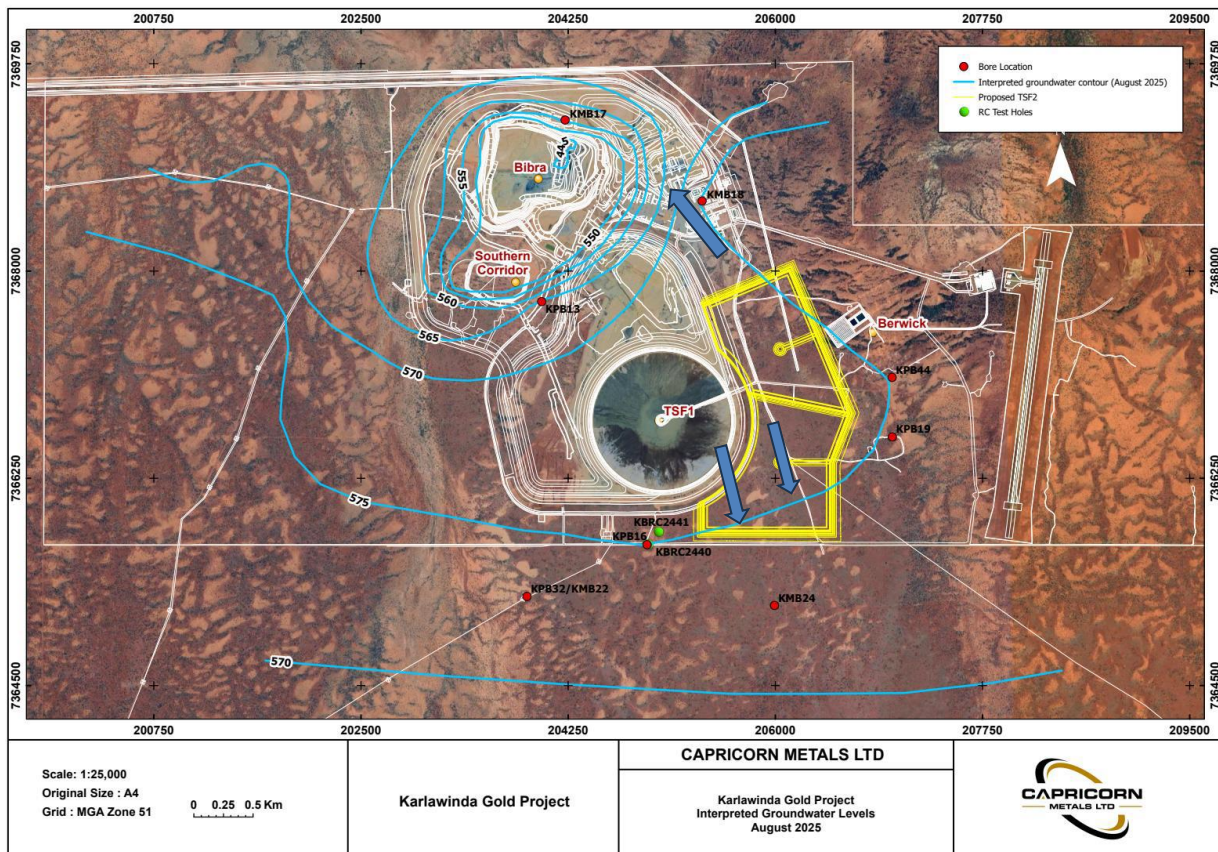 200750 202500 204250 206000 207750 209500
7369750
7369750
Bore Location
Interpreted groundwater contour (August 2025)
Proposed TSF2
RC Test Holes
KMB17
Bibra
555
KMB18
550
Southern
Corridor
7368000
7368000
560
KPB13
565
Berwick
570
KPB44
TSF1
KPB19
7366250
7366250
575
KBRC2441
KPB16
KBRC2440
KPB32/KMB22
KMB24
570
7364500
7364500
200750 202500 204250 206000 207750 209500
Scale: 1:25,000
Original Size : A4
Grid : MGA Zone 51
0 0.25 0.5 Km
Karlawinda Gold Project
CAPRICORN METALS LTD
Karlawinda Gold Project
Interpreted Groundwater Levels
August 2025
CAPRICORN
METALS LTD